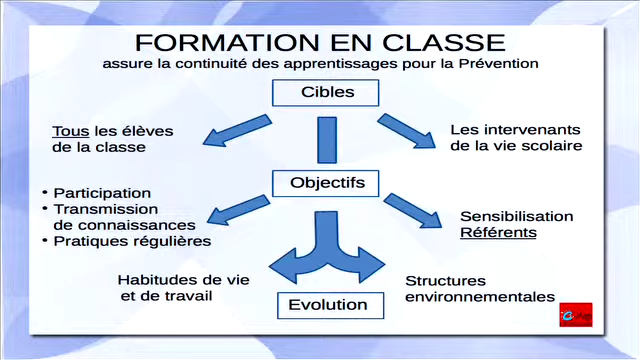 FORMATION EN CLASSE
assure la continuité des apprentissages pour la Prévention
Cibles
Tous les élèves
de la classe
Les intervenants
de la vie scolaire
Objectifs
• Participation
• Transmission
de connaissances
• Pratiques régulières
Sensibilisation
Référents
Habitudes de vie
et de travail
Structures
environnementales
Evolution